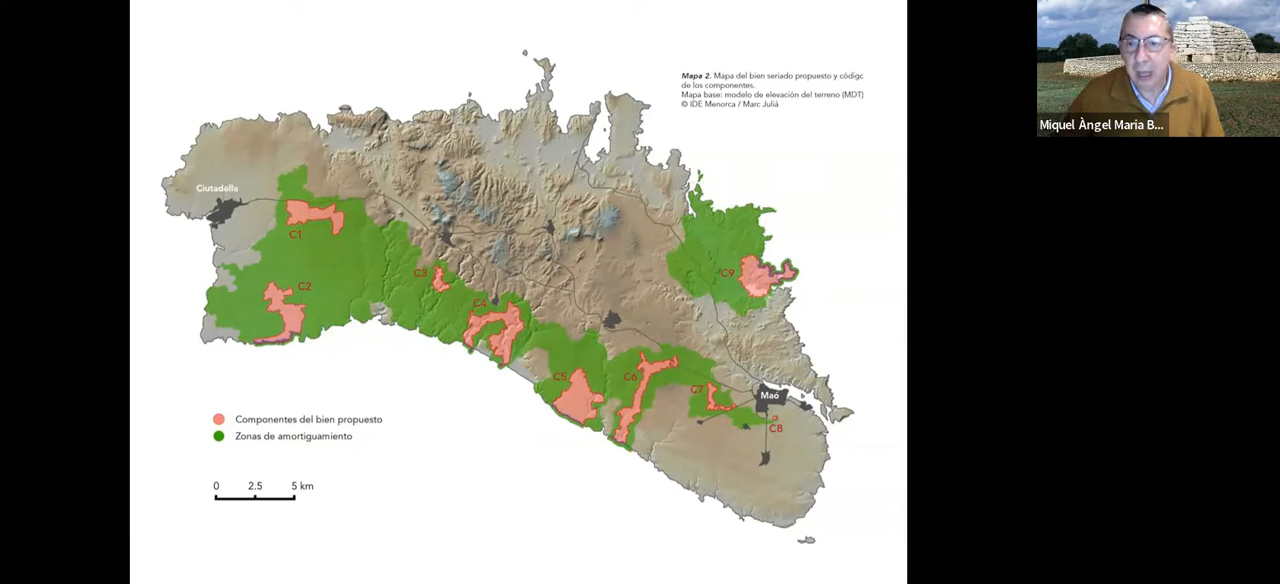 Mapa 2. Mapa del bien seriado propuesto y códigc
de los componentes.
Mapa base: modelo de elevación del terreno (MDT)
© IDE Menorca / Marc Julià
Miquel Àngel Maria B...
Ciutadella
C1
C2
C3
C9
C4
C5
C6
C7
Maó
C8
Componentes del bien propuesto
Zonas de amortiguamiento
0 2.5 5 km